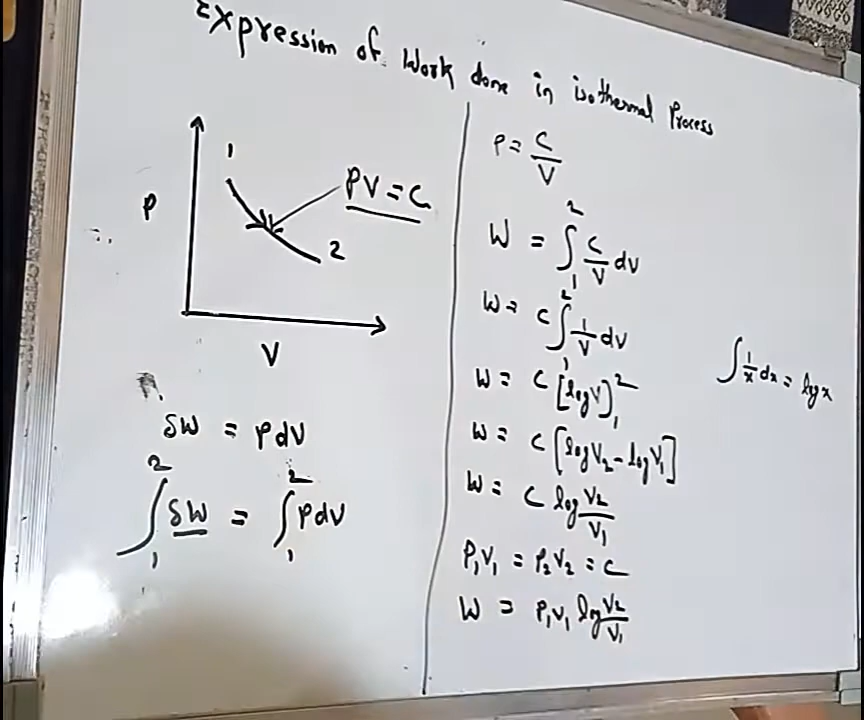 Expression of Work done in isothermal Process
1
P
PV = C
2
V
δW = PdV
∫₁² δW = ∫₁² PdV
P = C/V
W = ∫₁² C/V dV
W = C ∫₁² 1/V dV
W = C [log V]₁²
W = C [log V₂ - log V₁]
W = C log V₂/V₁
P₁V₁ = P₂V₂ = C
W = P₁V₁ log V₂/V₁
∫ 1/x dx = log x